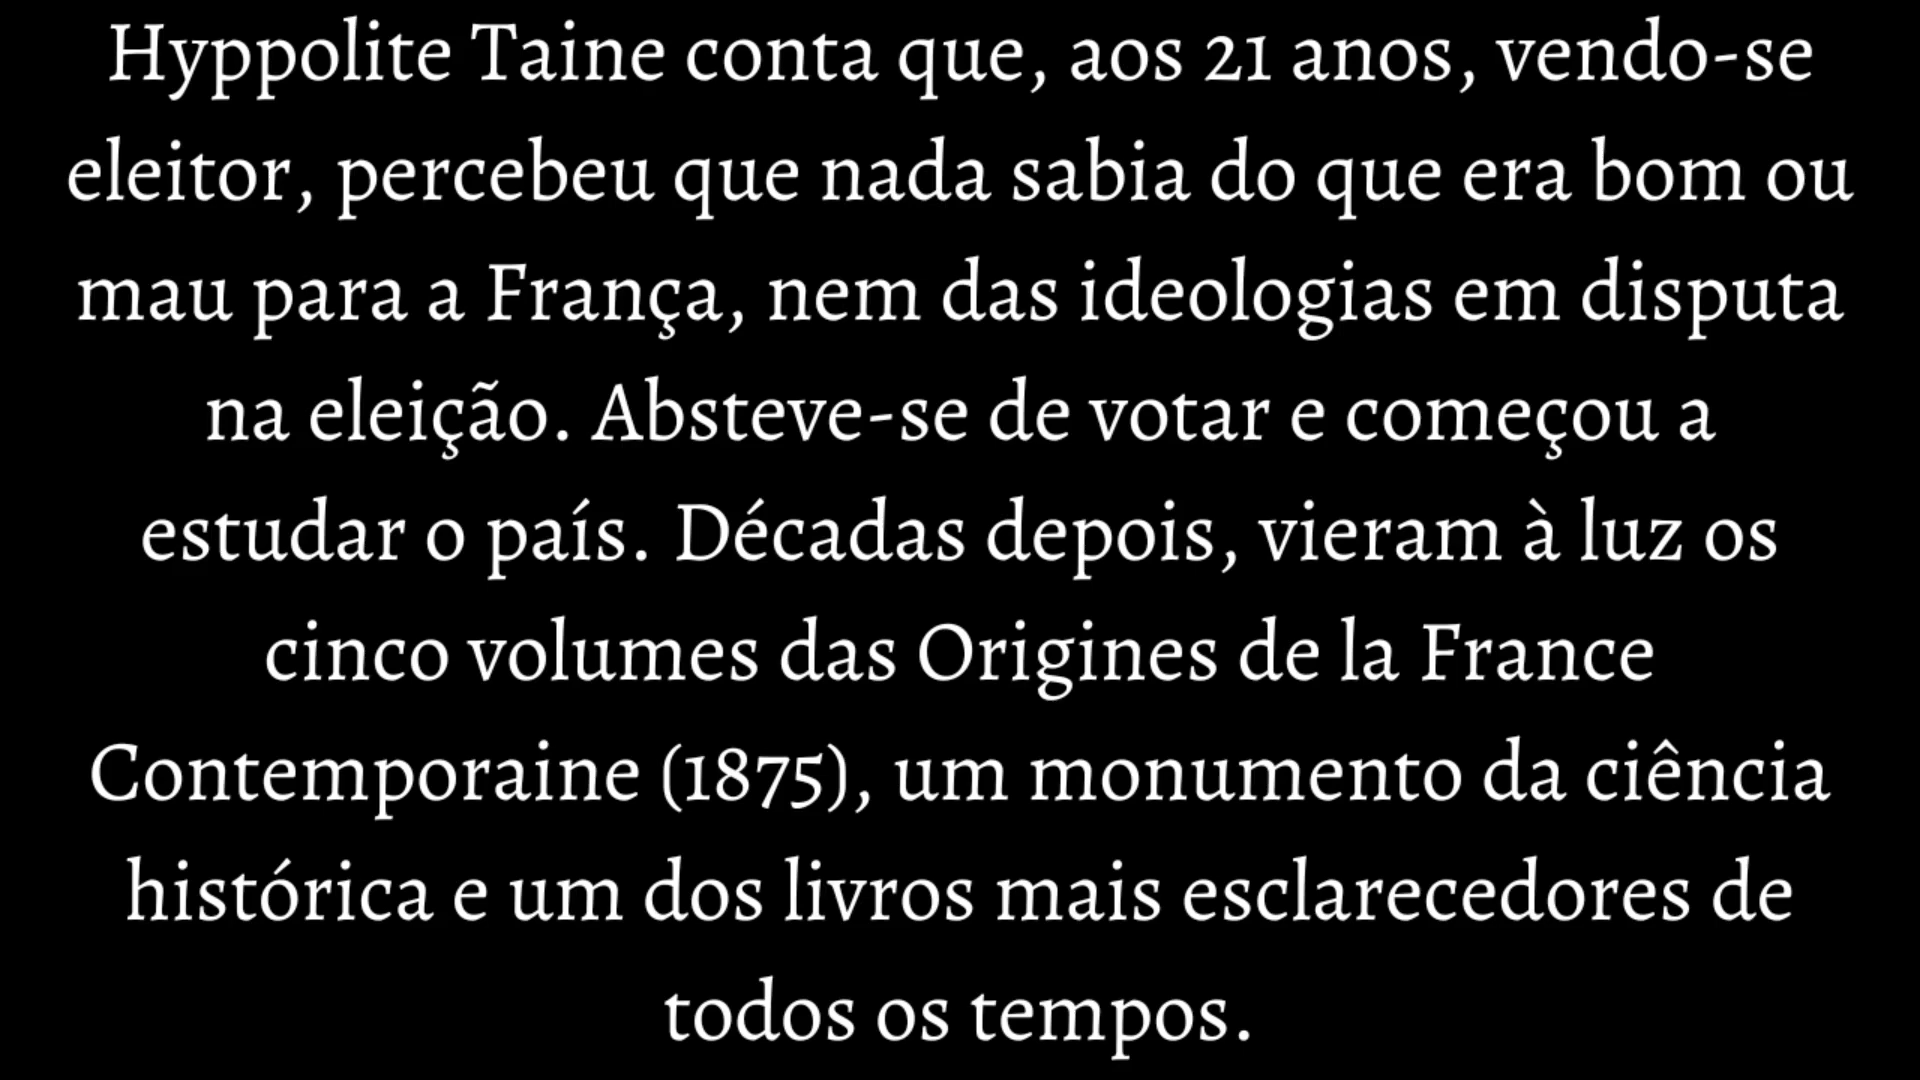 Hyppolite Taine conta que, aos 21 anos, vendo-se
eleitor, percebeu que nada sabia do que era bom ou
mau para a França, nem das ideologias em disputa
na eleição. Absteve-se de votar e começou a
estudar o país. Décadas depois, vieram à luz os
cinco volumes das Origines de la France
Contemporaine (1875), um monumento da ciência
histórica e um dos livros mais esclarecedores de
todos os tempos.